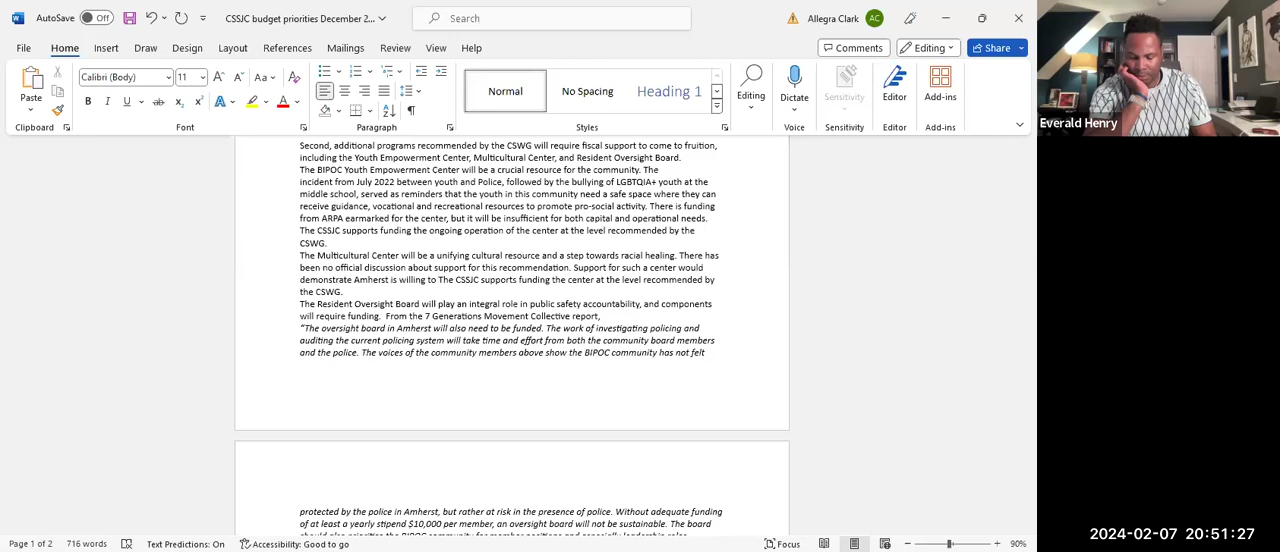 AutoSave Off CSSJC budget priorities December 2... Search Allegra Clark AC
File Home Insert Draw Design Layout References Mailings Review View Help Comments Editing Share
Calibri (Body) 11 A A Aa A
Paste B I U ab x₂ x² A A Normal No Spacing Heading 1 Editing Dictate Sensitivity Editor Add-ins
Clipboard Font Paragraph Styles Voice Sensitivity Editor Add-ins
Everald Henry
Second, additional programs recommended by the CSWG will require fiscal support to come to fruition,
including the Youth Empowerment Center, Multicultural Center, and Resident Oversight Board.
The BIPOC Youth Empowerment Center will be a crucial resource for the community. The
incident from July 2022 between youth and Police, followed by the bullying of LGBTQIA+ youth at the
middle school, served as reminders that the youth in this community need a safe space where they can
receive guidance, vocational and recreational resources to promote pro-social activity. There is funding
from ARPA earmarked for the center, but it will be insufficient for both capital and operational needs.
The CSSJC supports funding the ongoing operation of the center at the level recommended by the
CSWG.
The Multicultural Center will be a unifying cultural resource and a step towards racial healing. There has
been no official discussion about support for this recommendation. Support for such a center would
demonstrate Amherst is willing to The CSSJC supports funding the center at the level recommended by
the CSWG.
The Resident Oversight Board will play an integral role in public safety accountability, and components
will require funding.  From the 7 Generations Movement Collective report,
“The oversight board in Amherst will also need to be funded. The work of investigating policing and
auditing the current policing system will take time and effort from both the community board members
and the police. The voices of the community members above show the BIPOC community has not felt
protected by the police in Amherst, but rather at risk in the presence of police. Without adequate funding
of at least a yearly stipend $10,000 per member, an oversight board will not be sustainable. The board
should also prioritize the BIPOC community for member positions and especially leadership roles
2024-02-07 20:51:27
Page 1 of 2 716 words Text Predictions: On Accessibility: Good to go Focus 90%